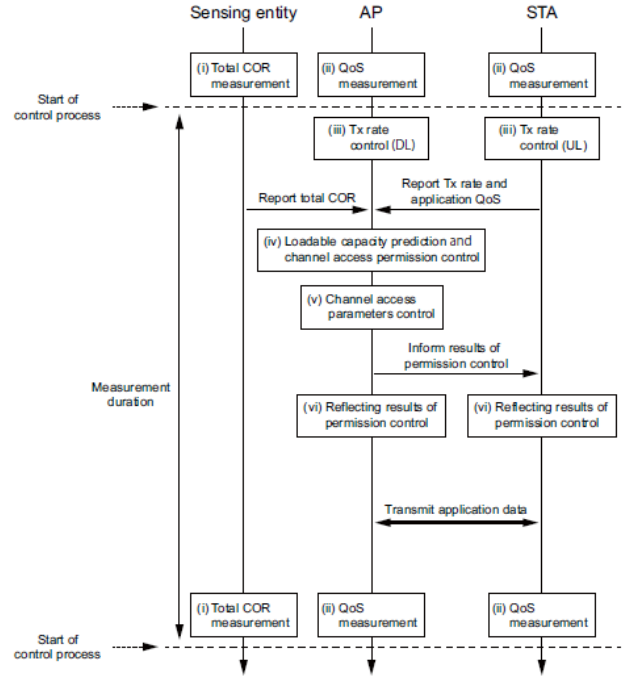 Sensing entity
AP
STA
(i) Total COR
measurement
(ii) QoS
measurement
(ii) QoS
measurement
Start of
control process
(iii) Tx rate
control (DL)
(iii) Tx rate
control (UL)
Report total COR
Report Tx rate and
application QoS
(iv) Loadable capacity prediction and
channel access permission control
(v) Channel access
parameters control
Inform results of
permission control
Measurement
duration
(vi) Reflecting results of
permission control
(vi) Reflecting results of
permission control
Transmit application data
(i) Total COR
measurement
(ii) QoS
measurement
(ii) QoS
measurement
Start of
control process